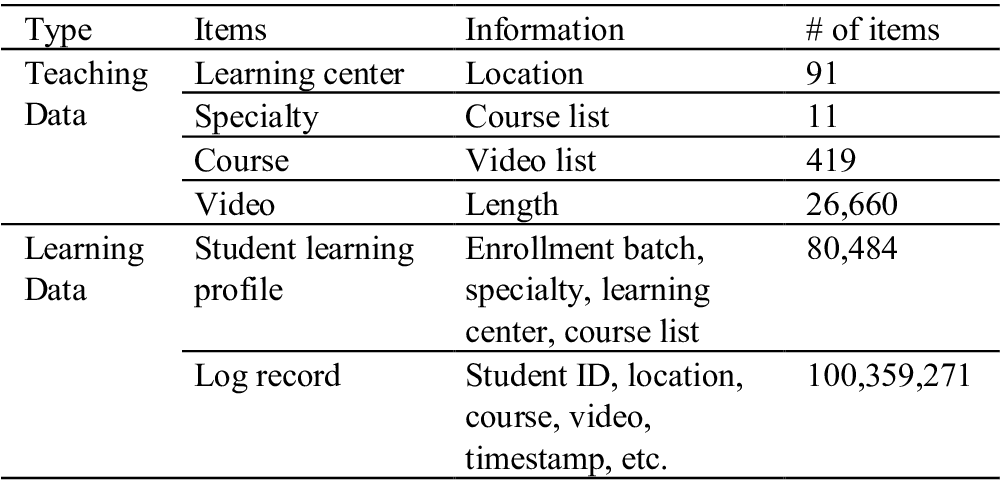 Type Items Information # of items
Teaching Data Learning center Location 91
Specialty Course list 11
Course Video list 419
Video Length 26,660
Learning Student learning Enrollment batch, 80,484
Data profile specialty, learning
center, course list
Log record Student ID, location, 100,359,271
course, video,
timestamp, etc.